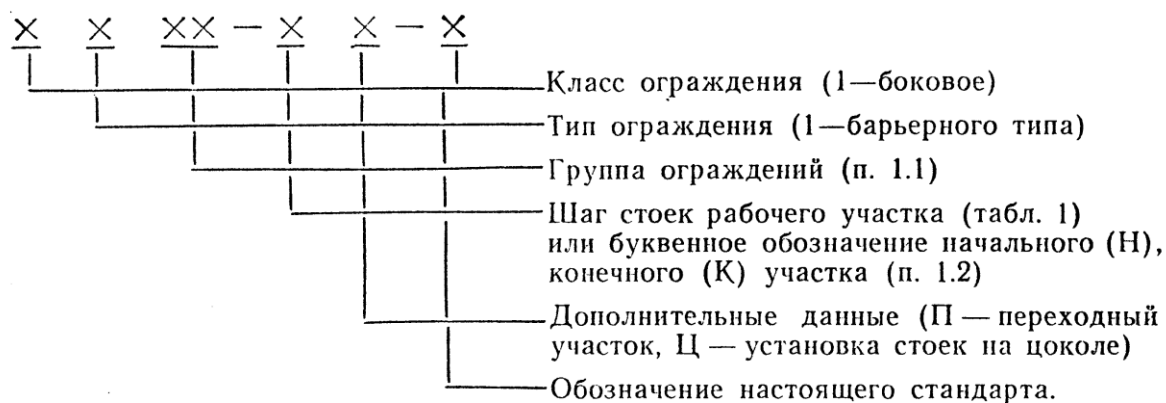 × × ×× — × × — ×
Класс ограждения (1—боковое)
Тип ограждения (1—барьерного типа)
Группа ограждений (п. 1.1)
Шаг стоек рабочего участка (табл. 1)
или буквенное обозначение начального (Н),
конечного (К) участка (п. 1.2)
Дополнительные данные (П — переходный
участок, Ц — установка стоек на цоколе)
Обозначение настоящего стандарта.